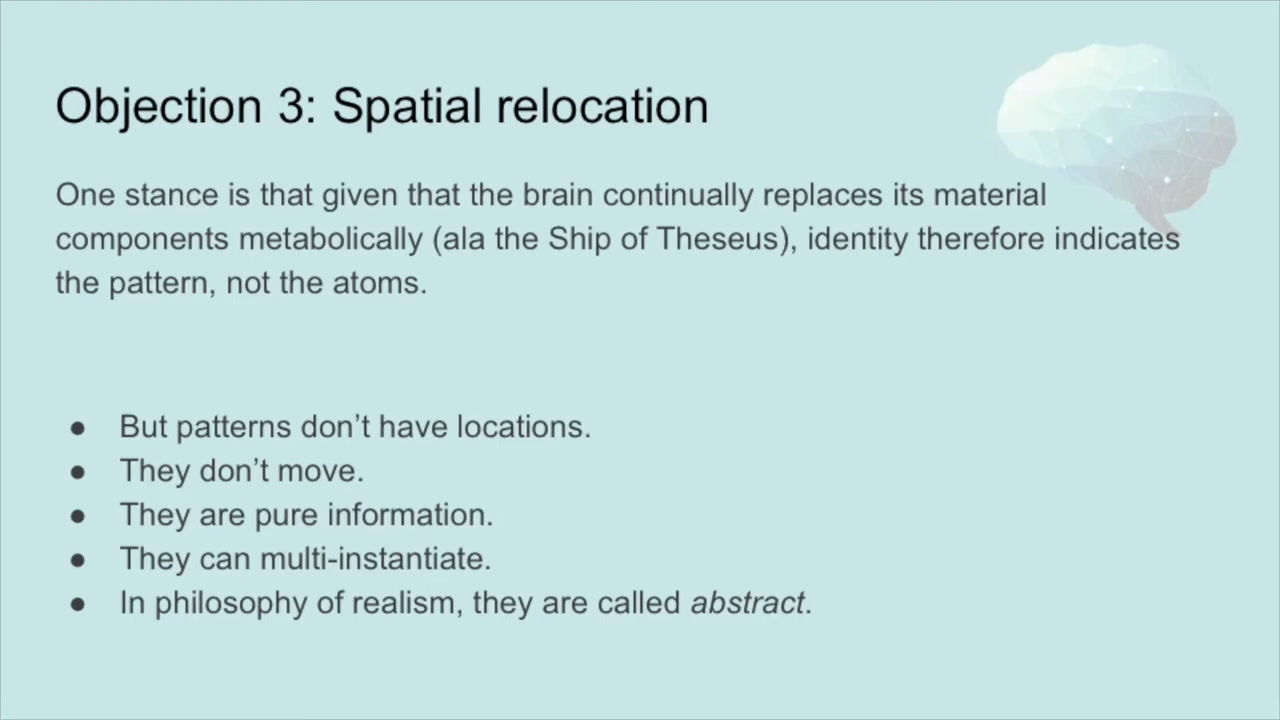 Objection 3: Spatial relocation
One stance is that given that the brain continually replaces its material
components metabolically (ala the Ship of Theseus), identity therefore indicates
the pattern, not the atoms.
● But patterns don’t have locations.
● They don’t move.
● They are pure information.
● They can multi-instantiate.
● In philosophy of realism, they are called abstract.